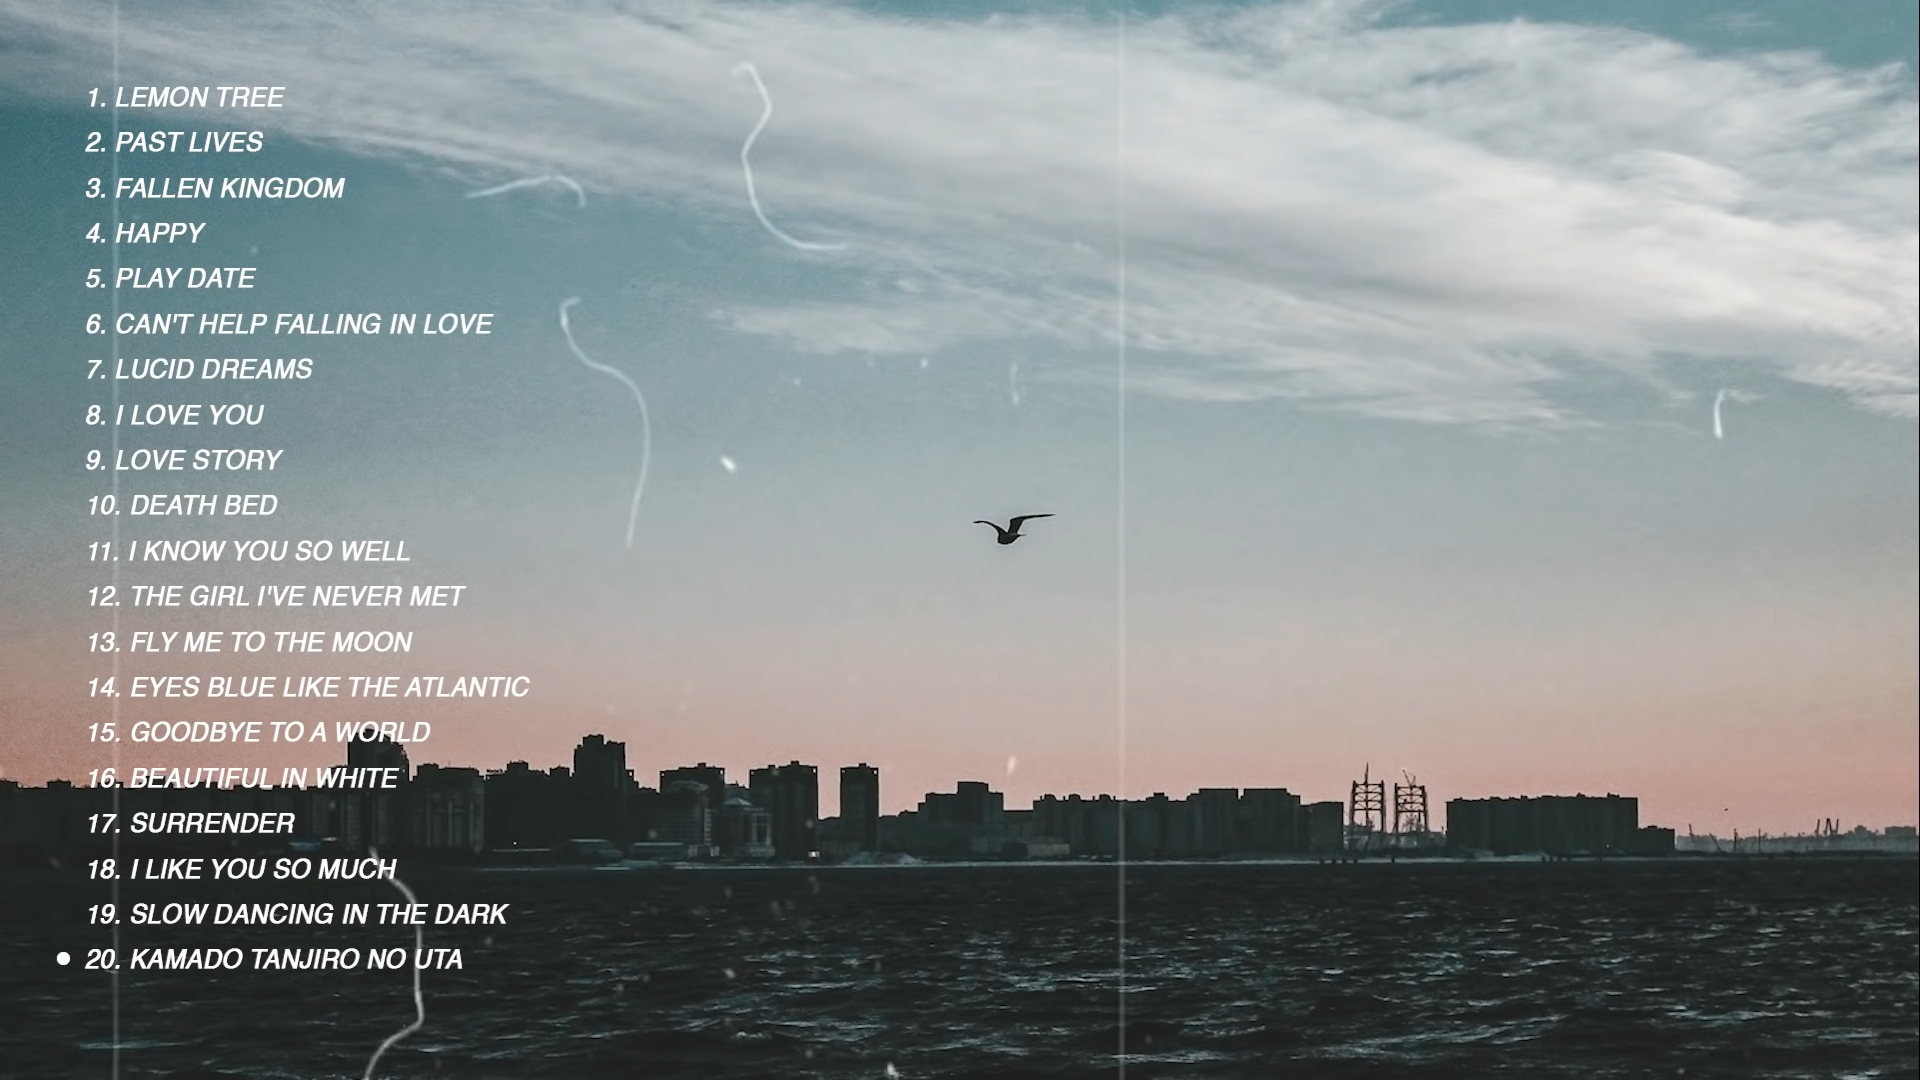 1. LEMON TREE
2. PAST LIVES
3. FALLEN KINGDOM
4. HAPPY
5. PLAY DATE
6. CAN'T HELP FALLING IN LOVE
7. LUCID DREAMS
8. I LOVE YOU
9. LOVE STORY
10. DEATH BED
11. I KNOW YOU SO WELL
12. THE GIRL I'VE NEVER MET
13. FLY ME TO THE MOON
14. EYES BLUE LIKE THE ATLANTIC
15. GOODBYE TO A WORLD
16. BEAUTIFUL IN WHITE
17. SURRENDER
18. I LIKE YOU SO MUCH
19. SLOW DANCING IN THE DARK
• 20. KAMADO TANJIRO NO UTA